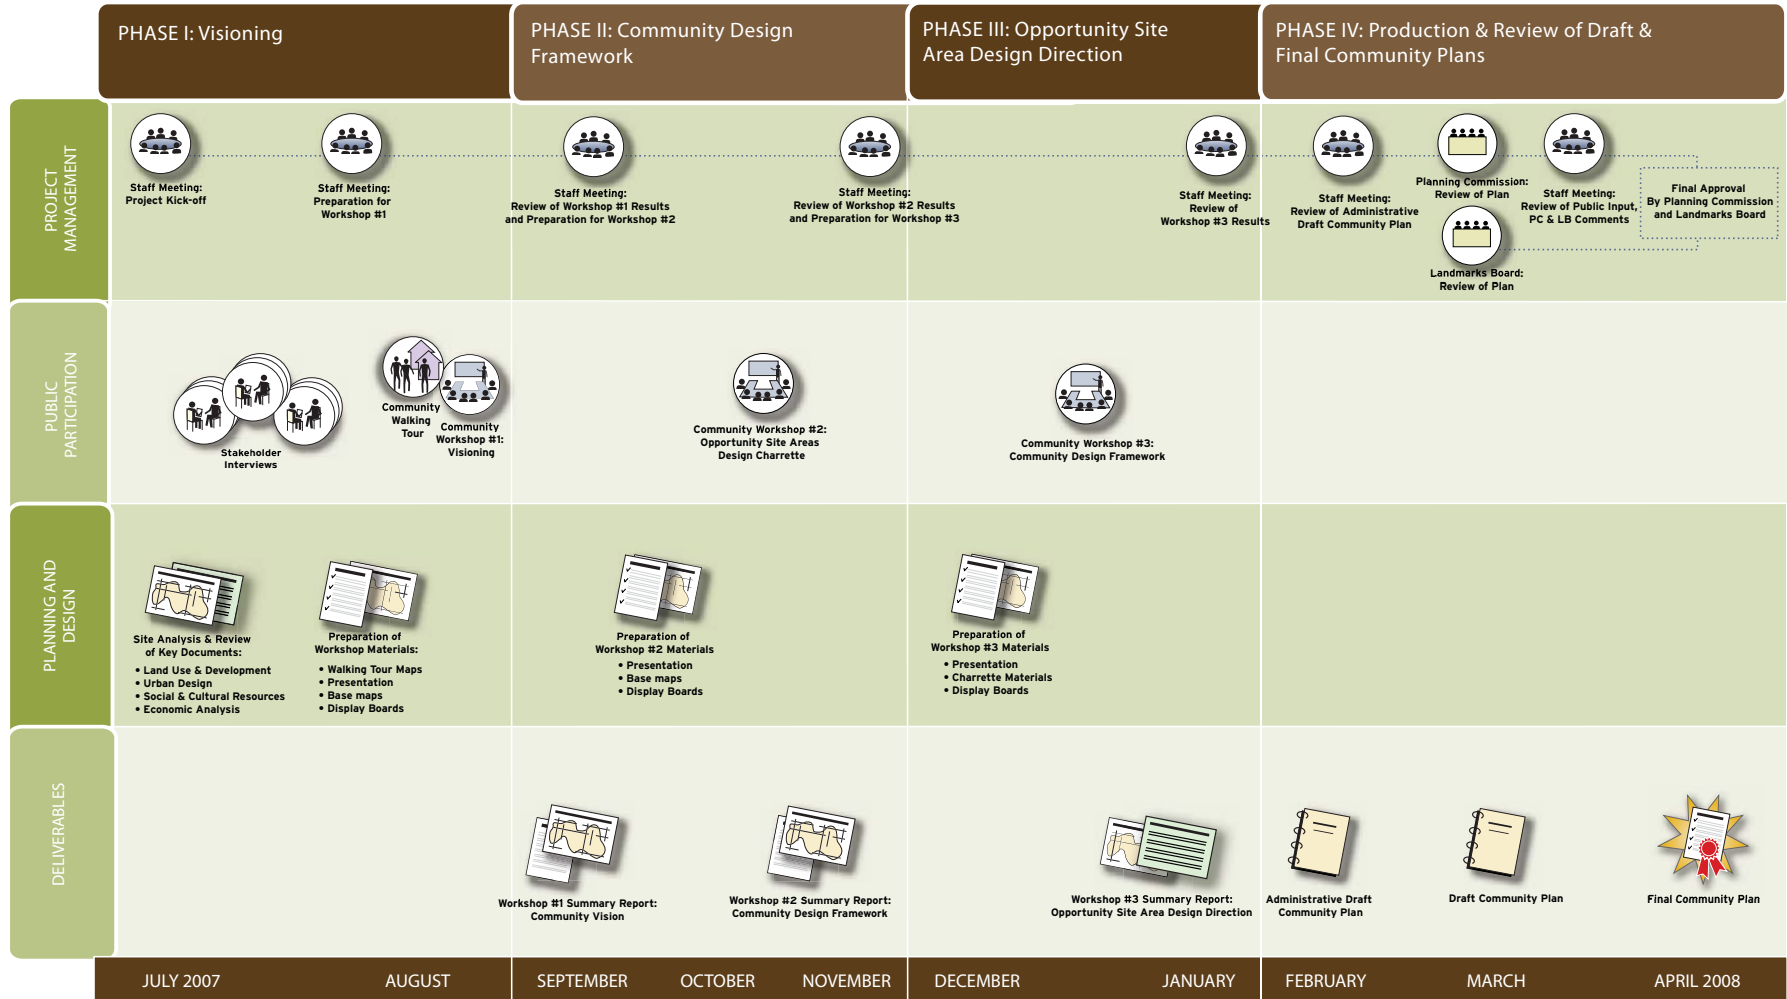 PHASE I: Visioning
PHASE II: Community Design
Framework
PHASE III: Opportunity Site
Area Design Direction
PHASE IV: Production & Review of Draft &
Final Community Plans
PROJECT
MANAGEMENT
Staff Meeting:
Project Kick-off
Staff Meeting:
Preparation for
Workshop #1
Staff Meeting:
Review of Workshop #1 Results
and Preparation for Workshop #2
Staff Meeting:
Review of Workshop #2 Results
and Preparation for Workshop #3
Staff Meeting:
Review of
Workshop #3 Results
Staff Meeting:
Review of Administrative
Draft Community Plan
Planning Commission:
Review of Plan
Landmarks Board:
Review of Plan
Staff Meeting:
Review of Public Input,
PC & LB Comments
Final Approval
By Planning Commission
and Landmarks Board
PUBLIC
PARTICIPATION
Stakeholder
Interviews
Community
Walking
Tour
Community
Workshop #1:
Visioning
Community Workshop #2:
Opportunity Site Areas
Design Charrette
Community Workshop #3:
Community Design Framework
PLANNING AND
DESIGN
Site Analysis & Review
of Key Documents:
• Land Use & Development
• Urban Design
• Social & Cultural Resources
• Economic Analysis
Preparation of
Workshop Materials:
• Walking Tour Maps
• Presentation
• Base maps
• Display Boards
Preparation of
Workshop #2 Materials
• Presentation
• Base maps
• Display Boards
Preparation of
Workshop #3 Materials
• Presentation
• Charrette Materials
• Display Boards
DELIVERABLES
Workshop #1 Summary Report:
Community Vision
Workshop #2 Summary Report:
Community Design Framework
Workshop #3 Summary Report:
Opportunity Site Area Design Direction
Administrative Draft
Community Plan
Draft Community Plan
Final Community Plan
JULY 2007
AUGUST
SEPTEMBER
OCTOBER
NOVEMBER
DECEMBER
JANUARY
FEBRUARY
MARCH
APRIL 2008